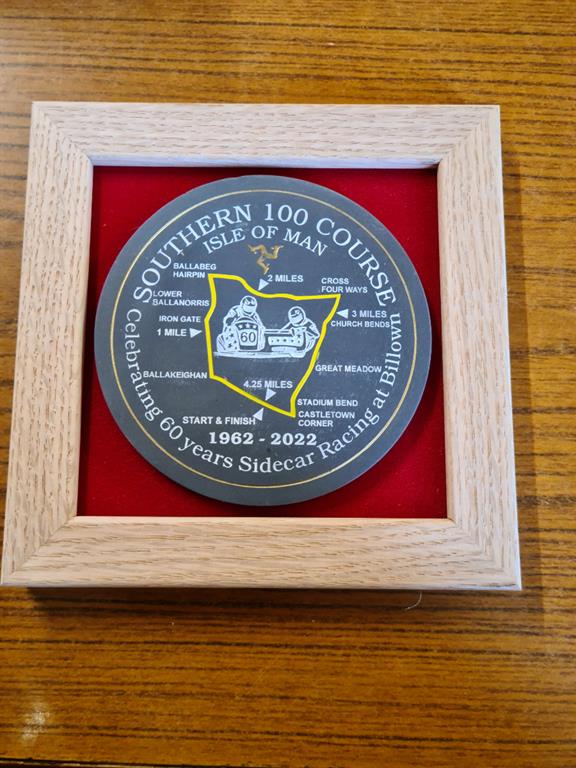 SOUTHERN 100 COURSE
ISLE OF MAN
BALLABEG
HAIRPIN
2 MILES
CROSS
FOUR WAYS
LOWER
BALLANORRIS
IRON GATE
1 MILE
3 MILES
CHURCH BENDS
60
GREAT MEADOW
BALLAKEIGHAN
4.25 MILES
STADIUM BEND
CASTLETOWN
CORNER
START & FINISH
1962 - 2022
Celebrating 60 years Sidecar Racing at Billown